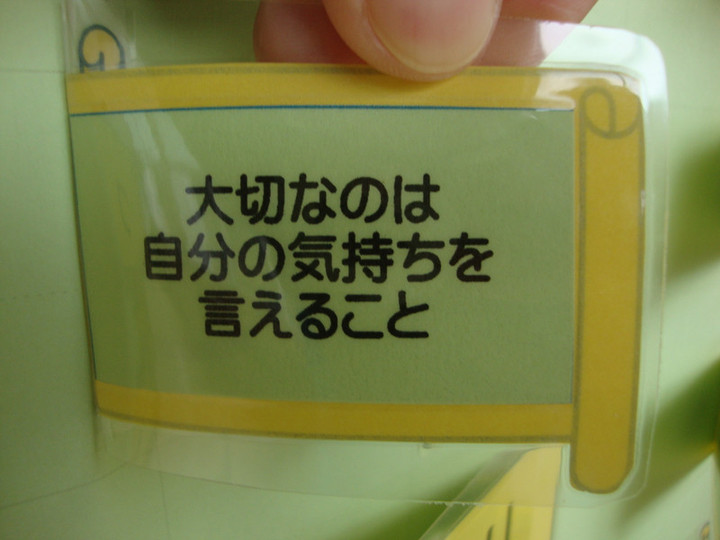 大切なのは
自分の気持ちを
言えること